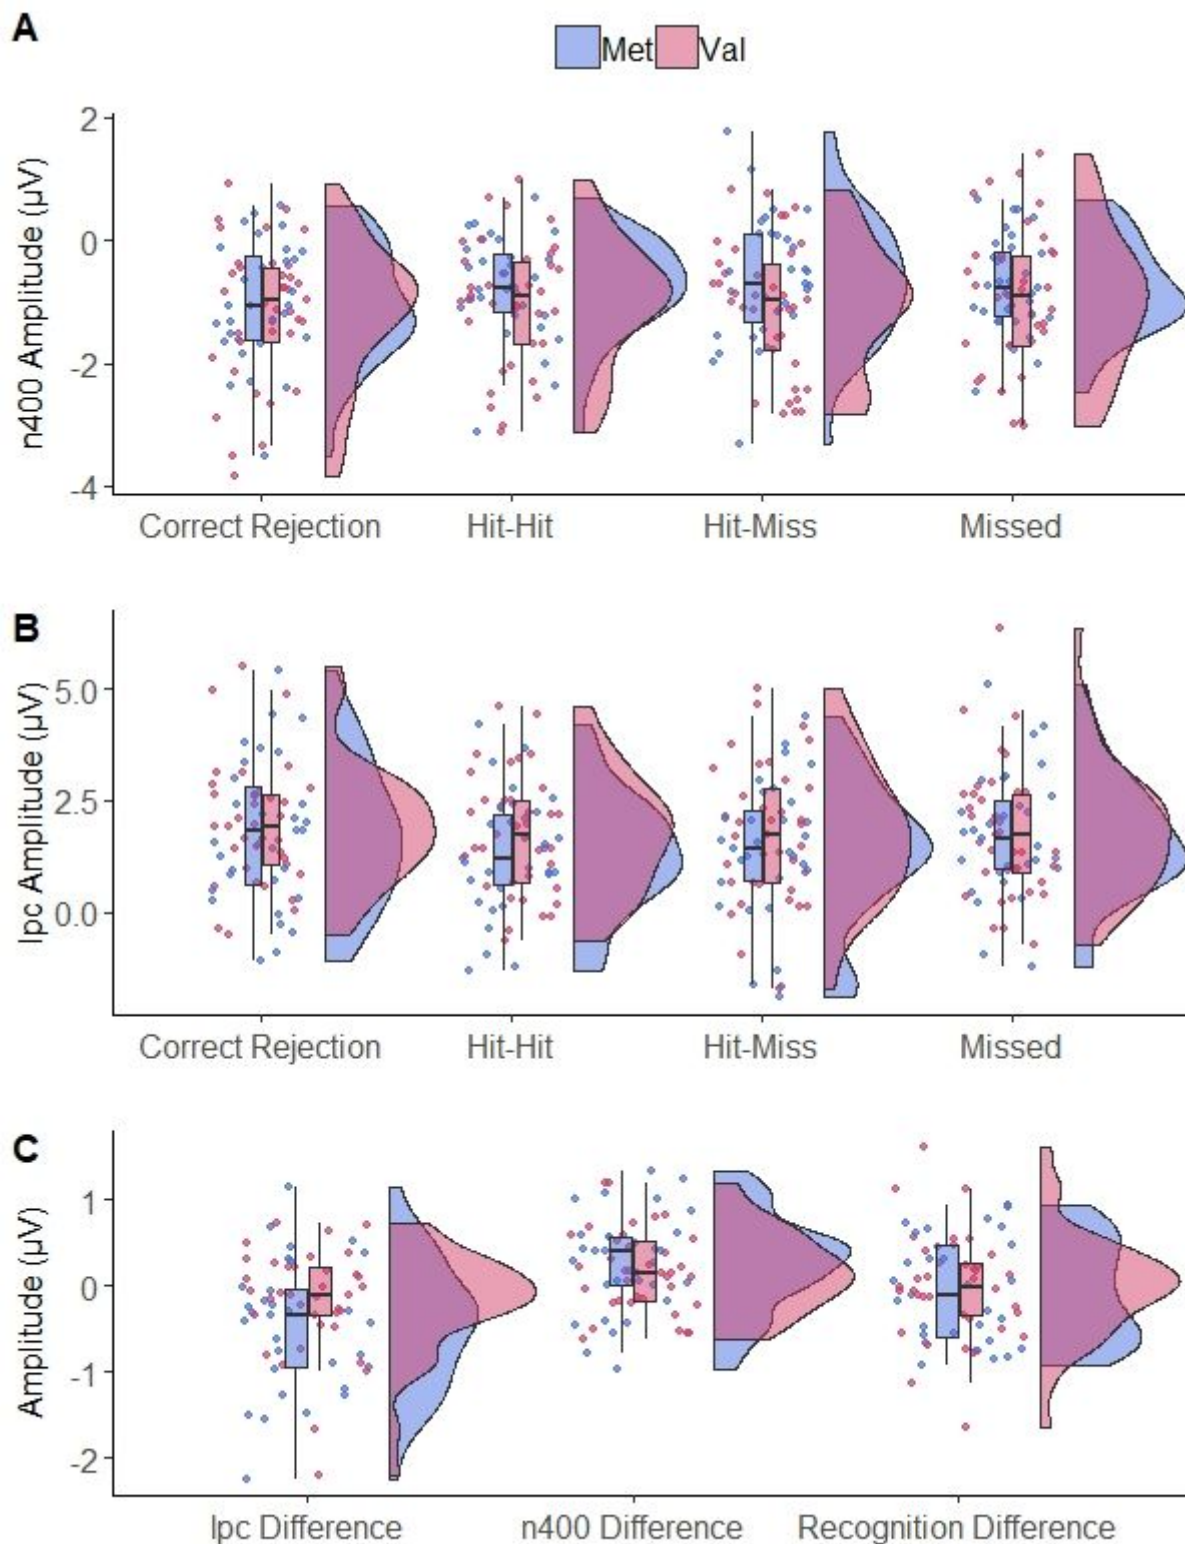 A
Met Val
2
0
-2
-4
n400 Amplitude (µV)
Correct Rejection Hit-Hit Hit-Miss Missed
B
5.0
2.5
0.0
lpc Amplitude (µV)
Correct Rejection Hit-Hit Hit-Miss Missed
C
1
0
-1
-2
Amplitude (µV)
lpc Difference n400 Difference Recognition Difference